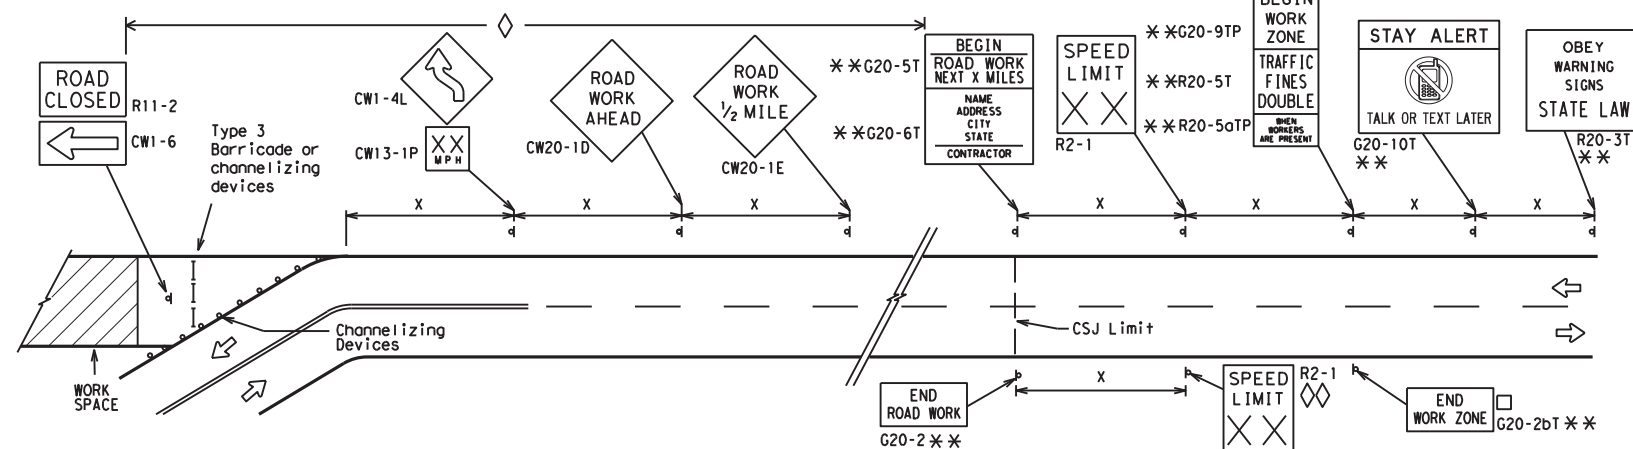 ROAD
CLOSED
R11-2
CW1-6
Type 3
Barricade or
channelizing
devices
CW1-4L
XX
MPH
CW13-1P
ROAD
WORK
AHEAD
CW20-1D
ROAD
WORK
1/2 MILE
CW20-1E
**G20-5T
**G20-6T
BEGIN
ROAD WORK
NEXT X MILES
NAME
ADDRESS
CITY
STATE
CONTRACTOR
SPEED
LIMIT
XX
R2-1
**G20-9TP
**R20-5T
**R20-5aTP
BEGIN
WORK
ZONE
TRAFFIC
FINES
DOUBLE
WHEN
WORKERS
ARE PRESENT
STAY ALERT
TALK OR TEXT LATER
G20-10T
**
OBEY
WARNING
SIGNS
STATE LAW
R20-3T
**
X
X
X
X
X
X
X
Channelizing
Devices
WORK
SPACE
CSJ Limit
X
END
ROAD WORK
G20-2**
SPEED
LIMIT
XX
R2-1
END
WORK ZONE
G20-2bT **